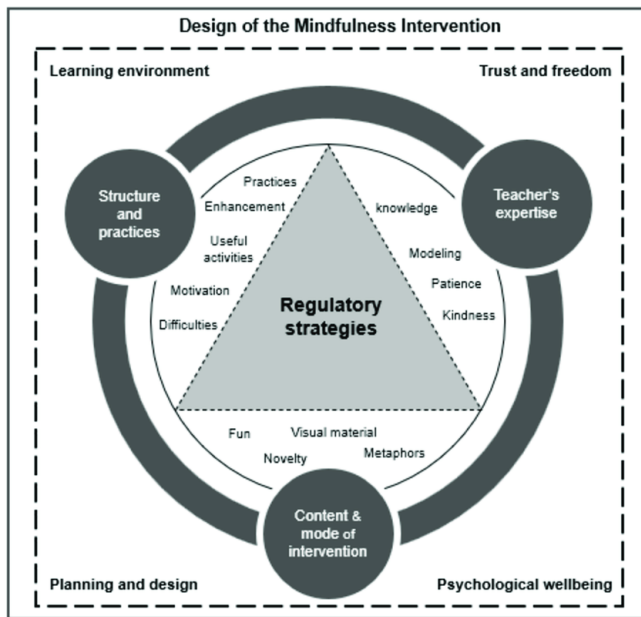 Design of the Mindfulness Intervention
Learning environment
Trust and freedom
Structure
and
practices
Teacher's
expertise
Practices
Enhancement
Useful
activities
Motivation
Difficulties
knowledge
Modeling
Patience
Kindness
Regulatory
strategies
Fun
Visual material
Novelty
Metaphors
Content &
mode of
intervention
Planning and design
Psychological wellbeing